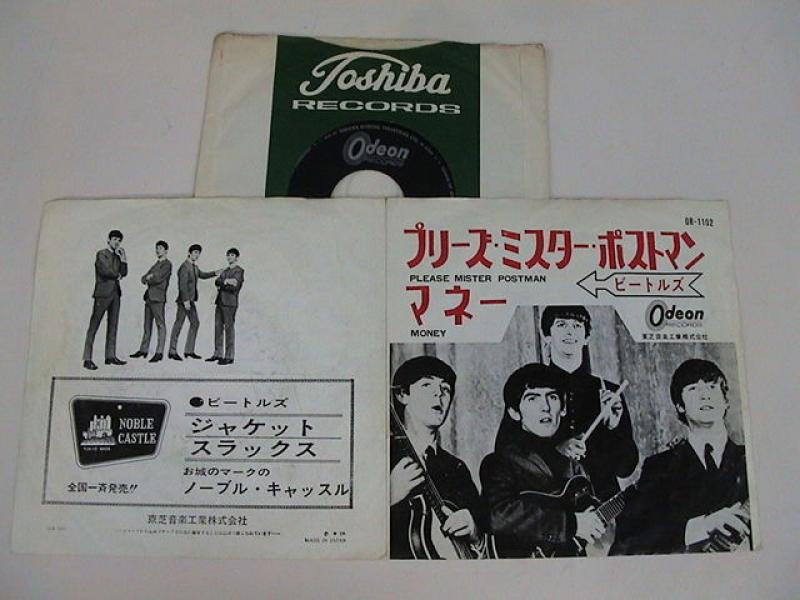 Toshiba
RECORDS
Odeon
RECORDS
OR-1102
プリーズ・ミスター・ポストマン
PLEASE MISTER POSTMAN
ビートルズ
マネー
MONEY
Odeon
RECORDS
東芝音楽工業株式会社
NOBLE
CASTLE
全国一斉発売!!
ビートルズ
ジャケット
スラックス
お城のマークの
ノーブル・キャッスル
東芝音楽工業株式会社
MADE IN JAPAN